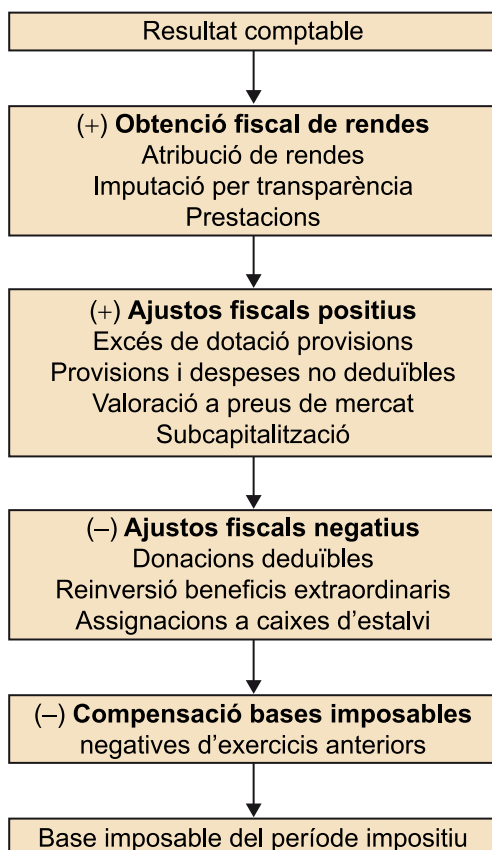 Resultat comptable
(+) Obtenció fiscal de rendes
Atribució de rendes
Imputació per transparència
Prestacions
(+) Ajustos fiscals positius
Excés de dotació provisions
Provisions i despeses no deduïbles
Valoració a preus de mercat
Subcapitalització
(–) Ajustos fiscals negatius
Donacions deduïbles
Reinversió beneficis extraordinaris
Assignacions a caixes d’estalvi
(–) Compensació bases imposables
negatives d’exercicis anteriors
Base imposable del període impositiu